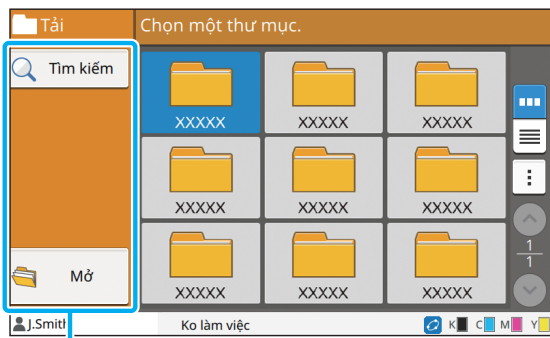 Tải
Chọn một thư mục.
Tìm kiếm
Mở
XXXXX XXXXX XXXXX
XXXXX XXXXX XXXXX
XXXXX XXXXX XXXXX
1
1
J.Smith
Ko làm việc
K C M Y